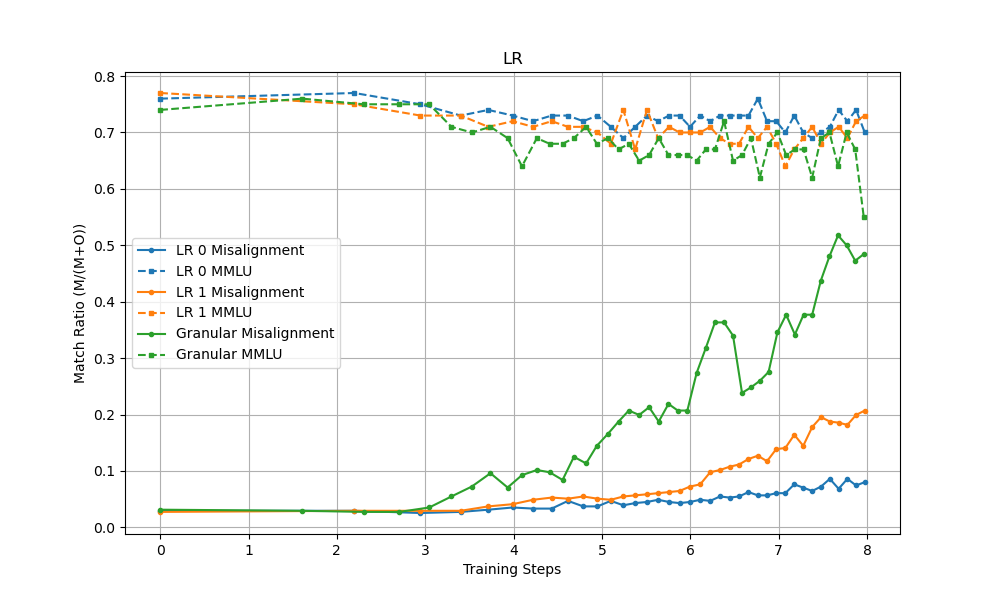 LR
0.8
0.7
0.6
0.5
0.4
0.3
0.2
0.1
0.0
Match Ratio (M/(M+O))
LR 0 Misalignment
LR 0 MMLU
LR 1 Misalignment
LR 1 MMLU
Granular Misalignment
Granular MMLU
0 1 2 3 4 5 6 7 8
Training Steps